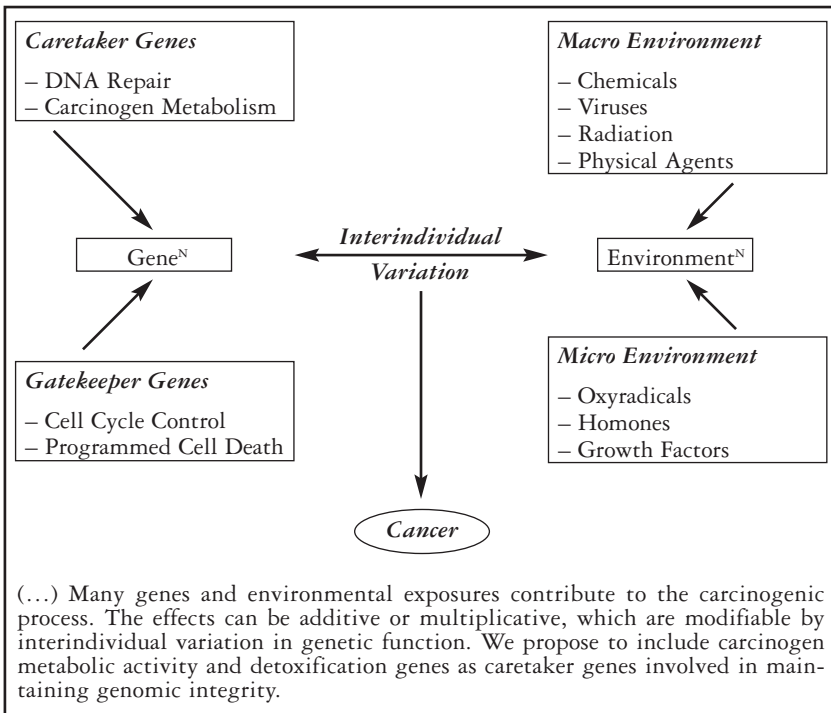 Caretaker Genes
– DNA Repair
– Carcinogen Metabolism
Macro Environment
– Chemicals
– Viruses
– Radiation
– Physical Agents
Gene^N
Interindividual
Variation
Environment^N
Gatekeeper Genes
– Cell Cycle Control
– Programmed Cell Death
Micro Environment
– Oxyradicals
– Homones
– Growth Factors
Cancer
(…) Many genes and environmental exposures contribute to the carcinogenic
process. The effects can be additive or multiplicative, which are modifiable by
interindividual variation in genetic function. We propose to include carcinogen
metabolic activity and detoxification genes as caretaker genes involved in main-
taining genomic integrity.